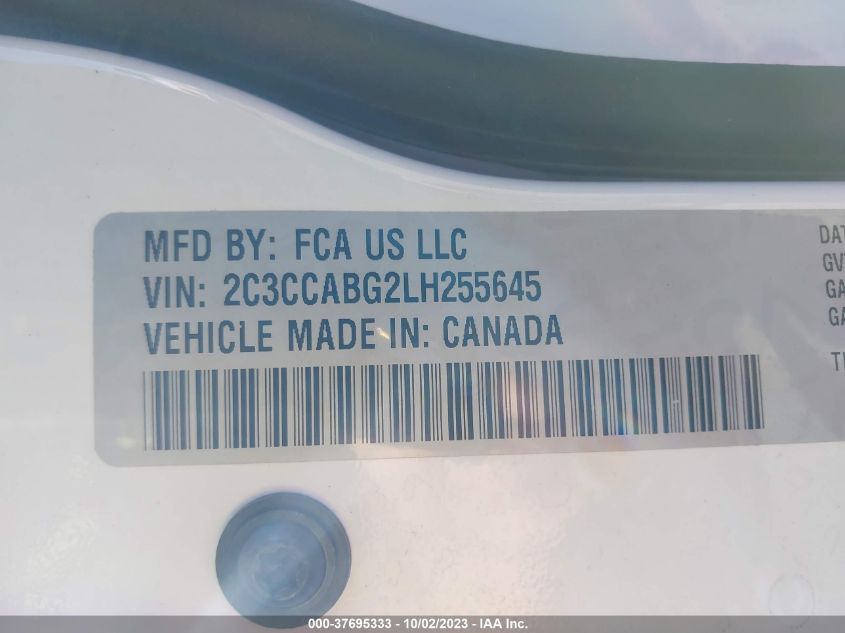 MFD BY: FCA US LLC
VIN: 2C3CCABG2LH255645
VEHICLE MADE IN: CANADA
000-37695333 - 10/02/2023 - IAA Inc.